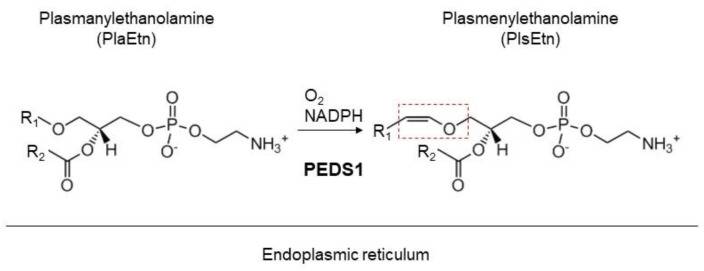 Plasmanylethanolamine
(PlaEtn)
Plasmenylethanolamine
(PlsEtn)
O2
NADPH
PEDS1
R1
O
R2
O
O
H
O
O
P
O-
O
NH3+
R1
O
R2
O
O
H
O
O
P
O-
O
NH3+
Endoplasmic reticulum